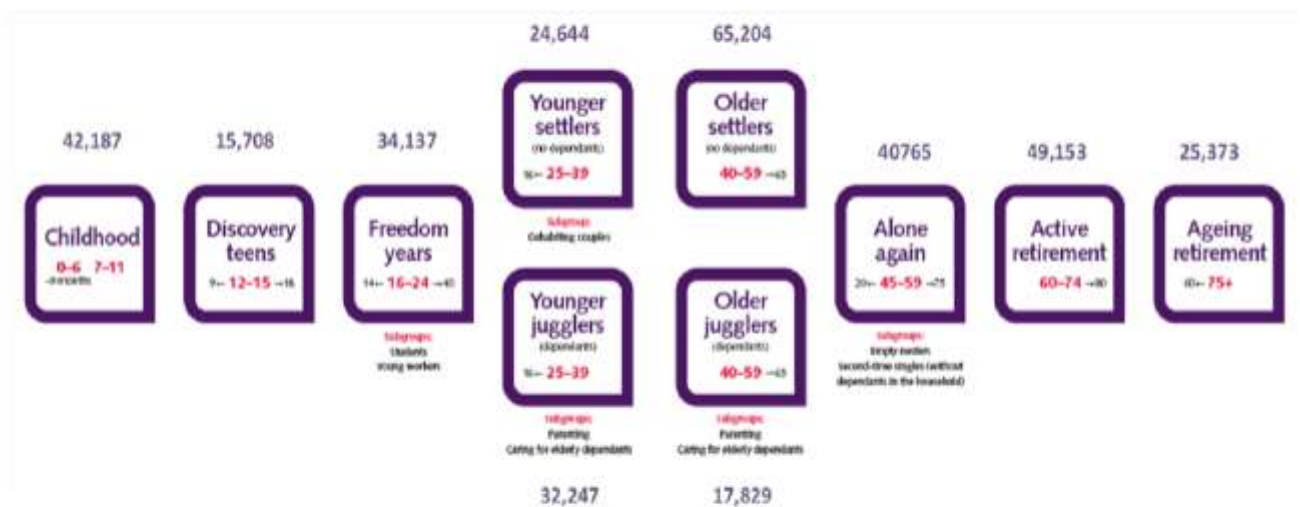 24,644
65,204
42,187
15,708
34,137
40765
49,153
25,373
Childhood
0–6 7–11
Discovery
teens
9← 12–15 →16
Freedom
years
14← 16–24 →40
Subgroups:
Students
Young workers
Younger
settlers
(no dependants)
16← 25–39
Subgroup:
Cohabiting couples
Younger
jugglers
(dependants)
16← 25–39
Subgroups:
Parenting
Caring for elderly dependants
32,247
Older
settlers
(no dependants)
40–59 →65
Older
jugglers
(dependants)
40–59 →65
Subgroups:
Parenting
Caring for elderly dependants
17,829
Alone
again
20← 45–59 →75
Subgroups:
Empty nesters
Second-time singles (without
dependants in the household)
Active
retirement
60–74 →80
Ageing
retirement
60← 75+